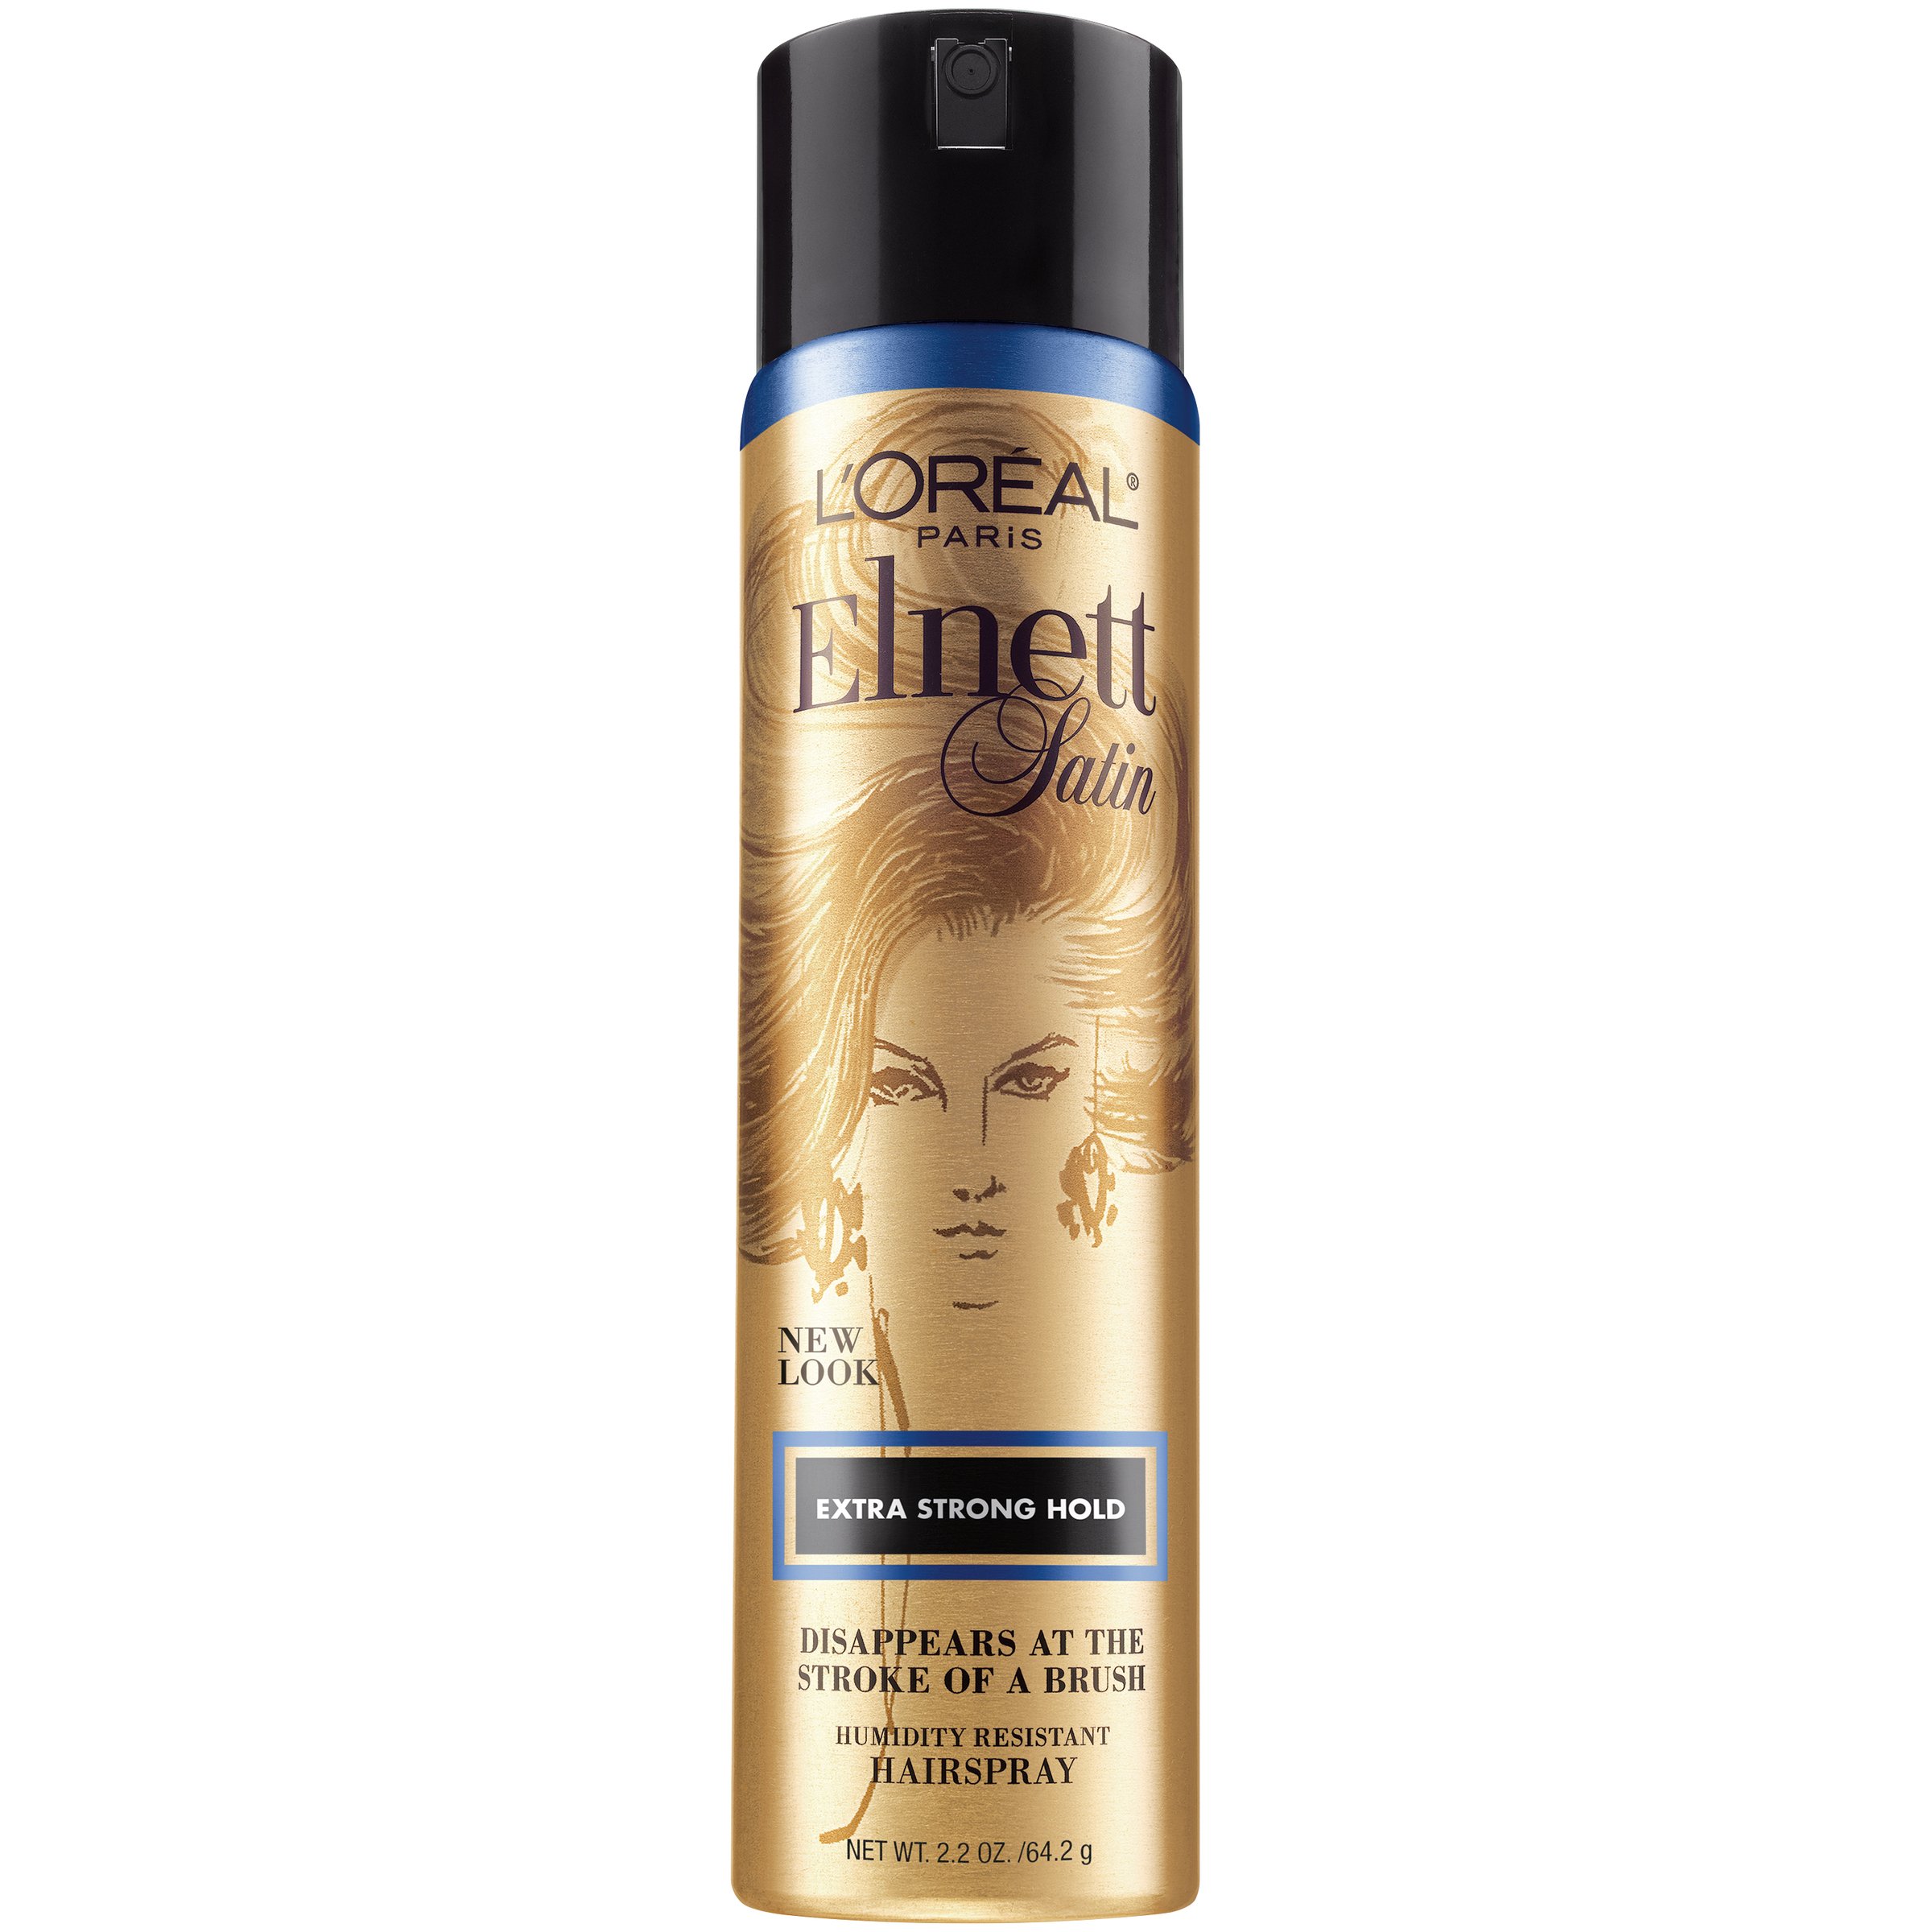 L'ORÉAL®
PARiS
Elnett
Satin
NEW
LOOK
EXTRA STRONG HOLD
DISAPPEARS AT THE
STROKE OF A BRUSH
HUMIDITY RESISTANT
HAIRSPRAY
NET WT. 2.2 OZ. /64.2 g